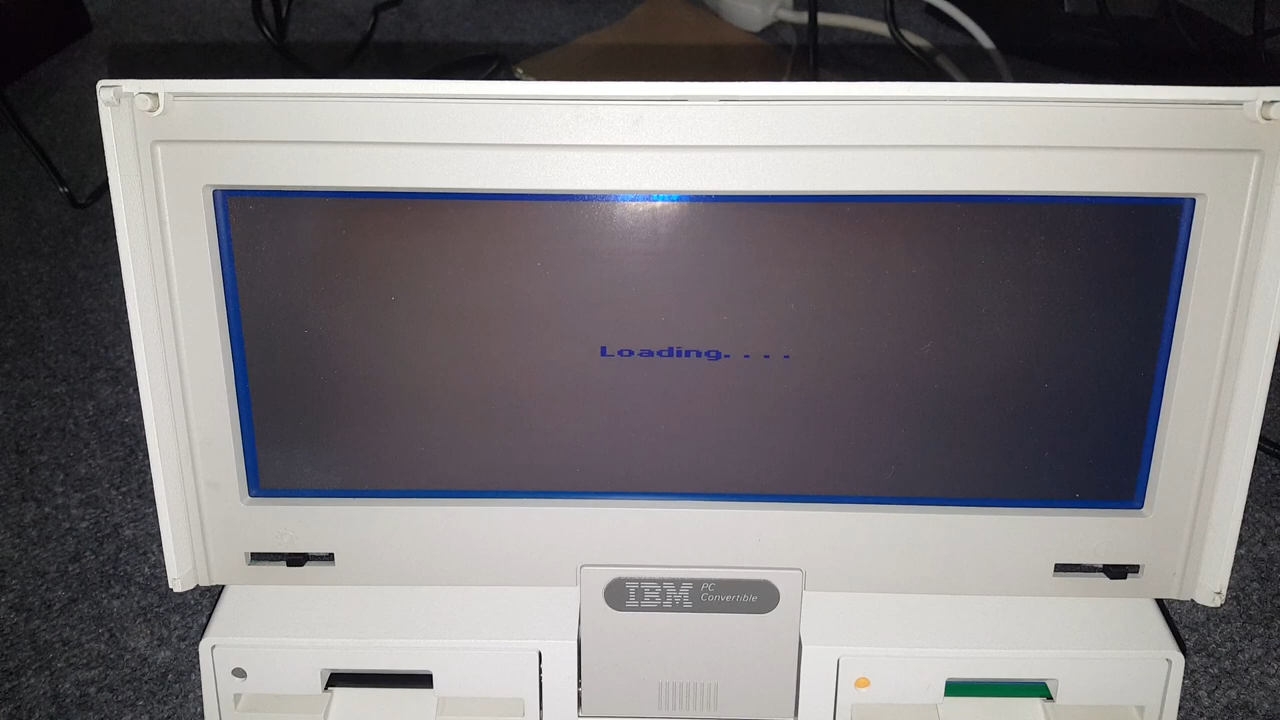 Loading. . . .
IBM PC
Convertible